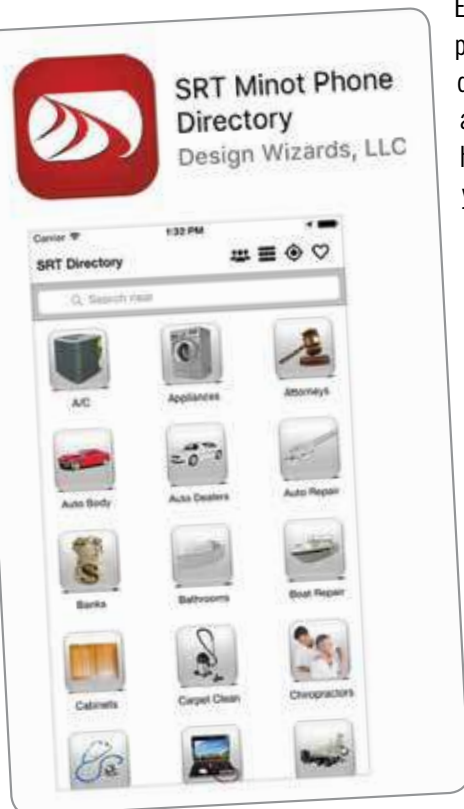 SRT Minot Phone
Directory
Design Wizards, LLC
Carrier 1:32 PM
SRT Directory
Search near
A/C Appliances Attorneys
Auto Body Auto Dealers Auto Repair
Banks Bathrooms Boat Repair
Cabinets Carpet Clean Chiropractors